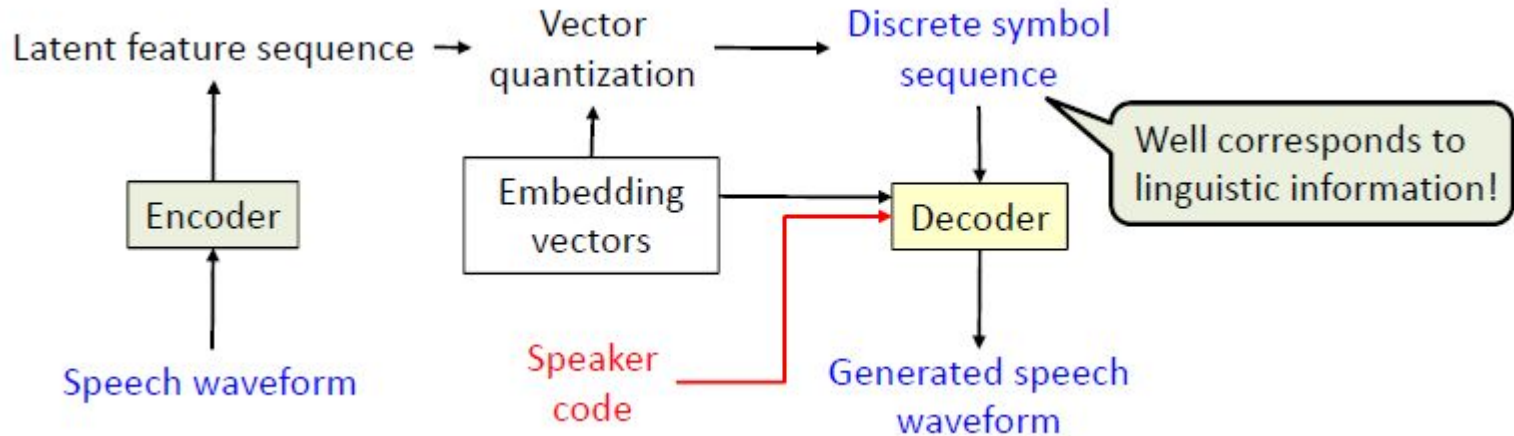 Latent feature sequence
Vector
quantization
Discrete symbol
sequence
Well corresponds to
linguistic information!
Encoder
Embedding
vectors
Decoder
Speech waveform
Speaker
code
Generated speech
waveform